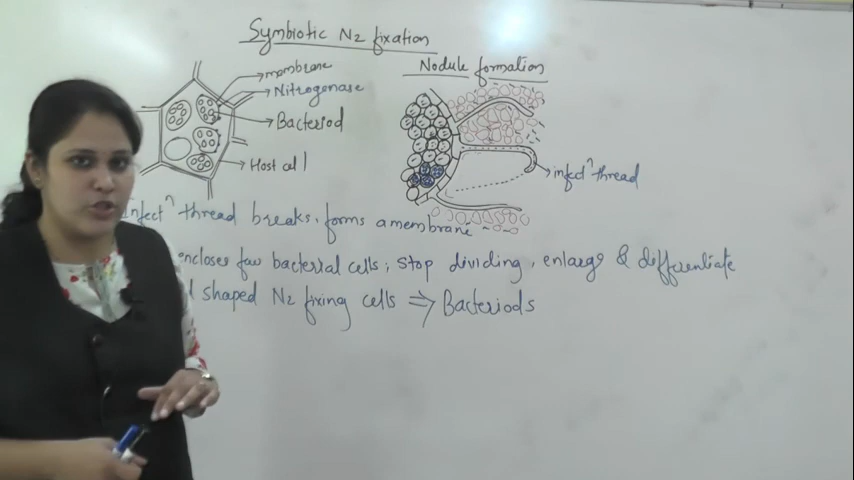 Symbiotic N2 fixation
membrane
Nitrogenase
Bacteriod
Host cell
Nodule formation
infectⁿ thread
Infectⁿ thread breaks, forms a membrane
encloses few bacterial cells; stop dividing, enlarge & differentiate
shaped N2 fixing cells ⇒ Bacteriods